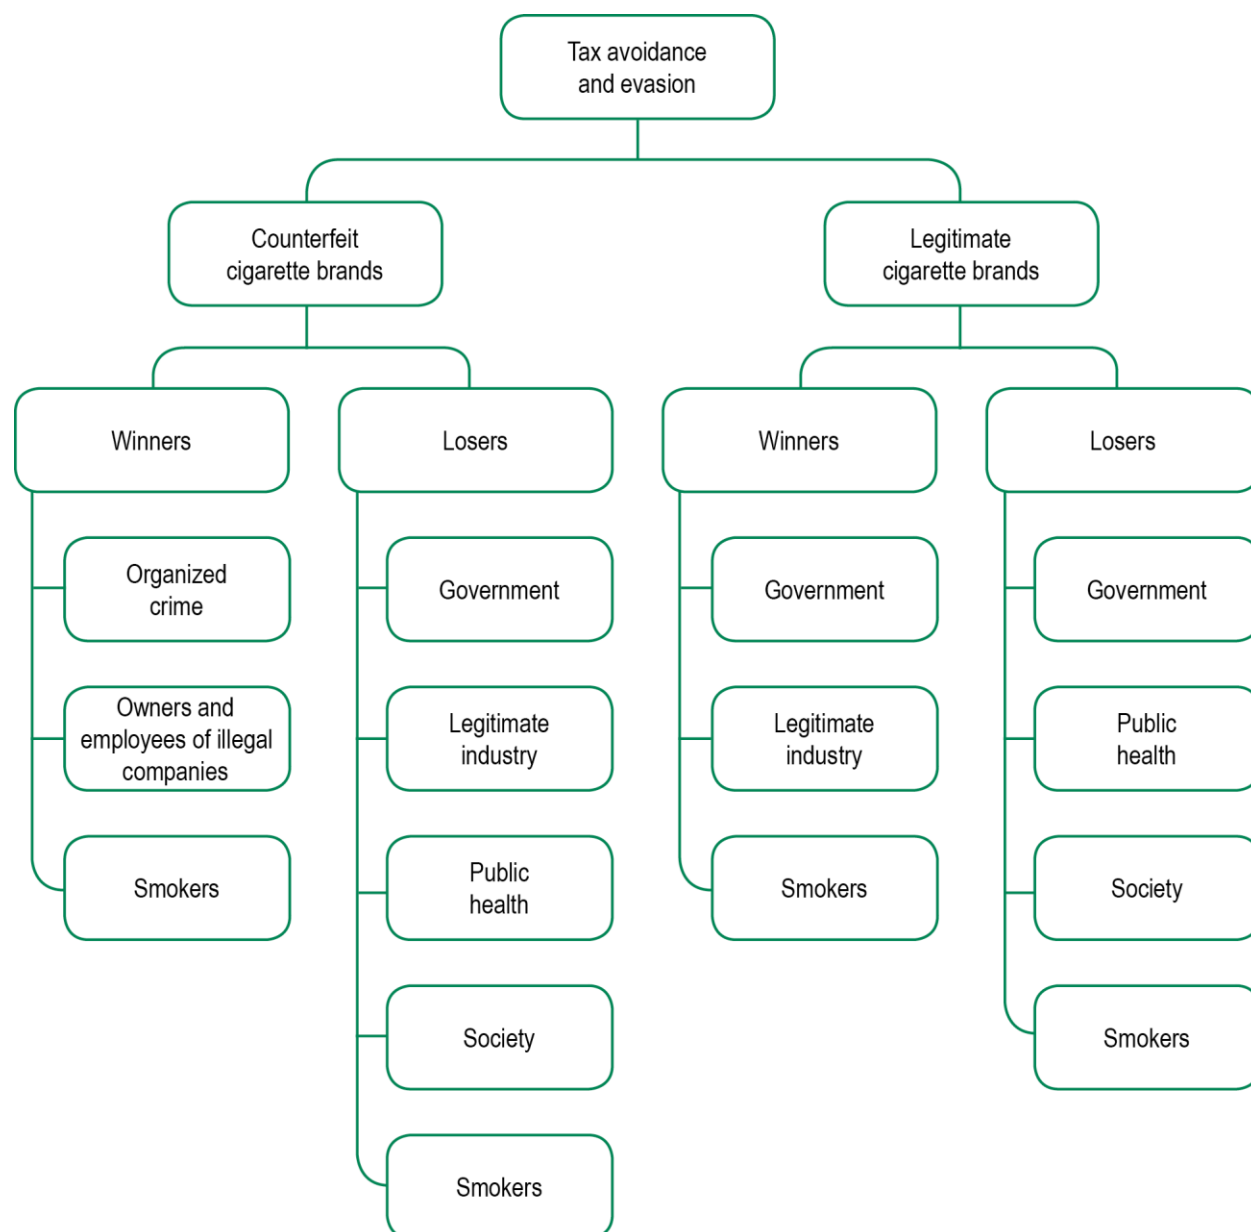 Tax avoidance
and evasion
Counterfeit
cigarette brands
Legitimate
cigarette brands
Winners
Losers
Winners
Losers
Organized
crime
Government
Government
Government
Owners and
employees of illegal
companies
Legitimate
industry
Legitimate
industry
Public
health
Smokers
Public
health
Smokers
Society
Society
Smokers
Smokers